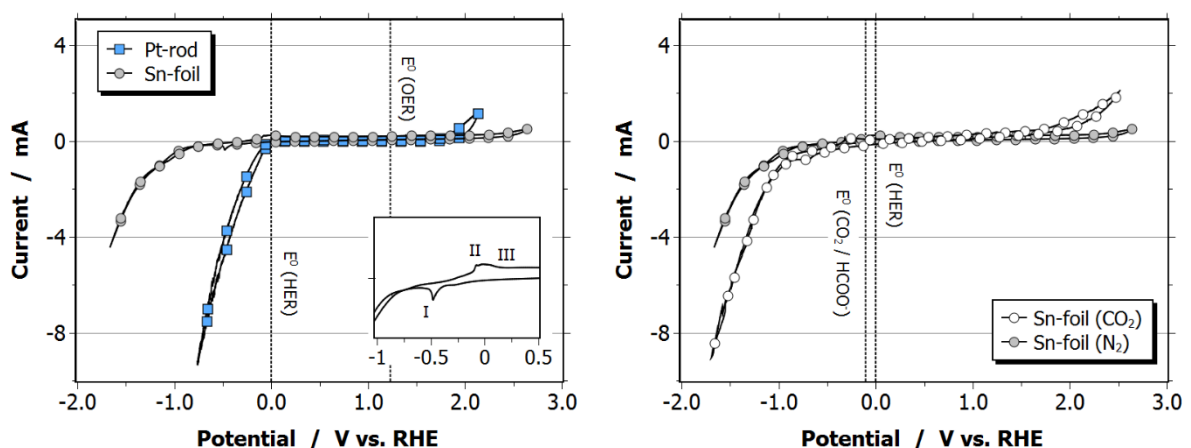 4
0
-4
-8
Current / mA
Pt-rod
Sn-foil
E⁰ (OER)
E⁰ (HER)
II III
I
-1 -0.5 0 0.5
-2.0 -1.0 0.0 1.0 2.0 3.0
Potential / V vs. RHE
4
0
-4
-8
Current / mA
E⁰ (CO₂ / HCOO⁻)
E⁰ (HER)
Sn-foil (CO₂)
Sn-foil (N₂)
-2.0 -1.0 0.0 1.0 2.0 3.0
Potential / V vs. RHE